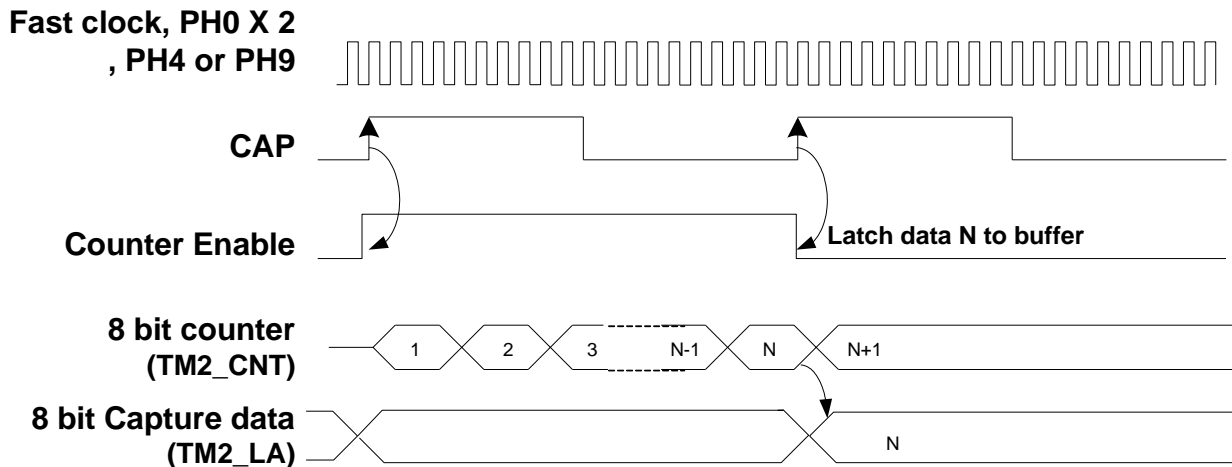 Fast clock, PH0 X 2
, PH4 or PH9
CAP
Counter Enable
Latch data N to buffer
8 bit counter
(TM2_CNT)
1 2 3 N-1 N N+1
8 bit Capture data
(TM2_LA)
N